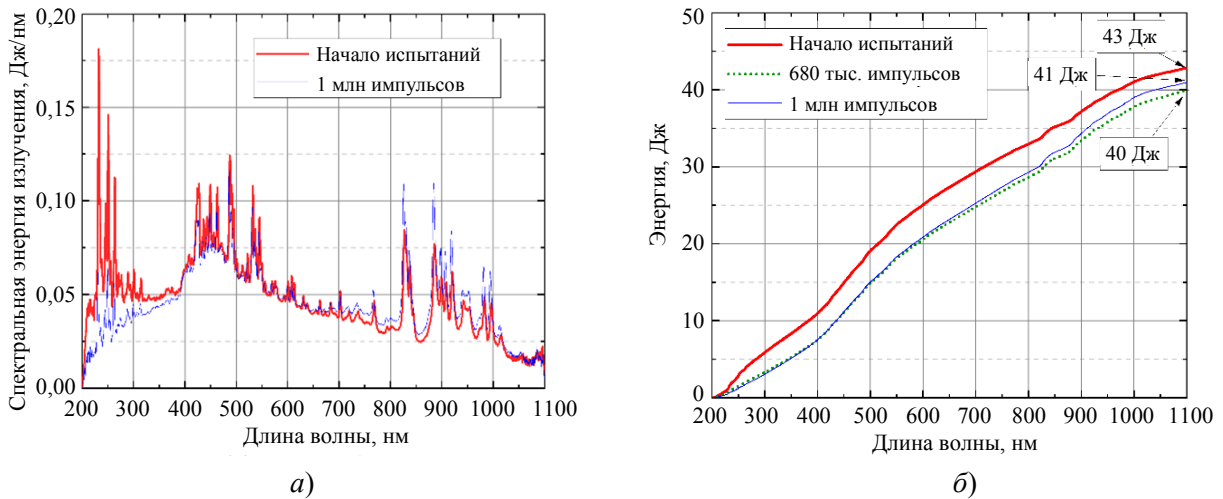 Спектральная энергия излучения, Дж/нм
0,20
0,15
0,10
0,05
0,00
Начало испытаний
1 млн импульсов
200 300 400 500 600 700 800 900 1000 1100
Длина волны, нм
а)
Энергия, Дж
50
40
30
20
10
0
Начало испытаний
680 тыс. импульсов
1 млн импульсов
43 Дж
41 Дж
40 Дж
200 300 400 500 600 700 800 900 1000 1100
Длина волны, нм
б)